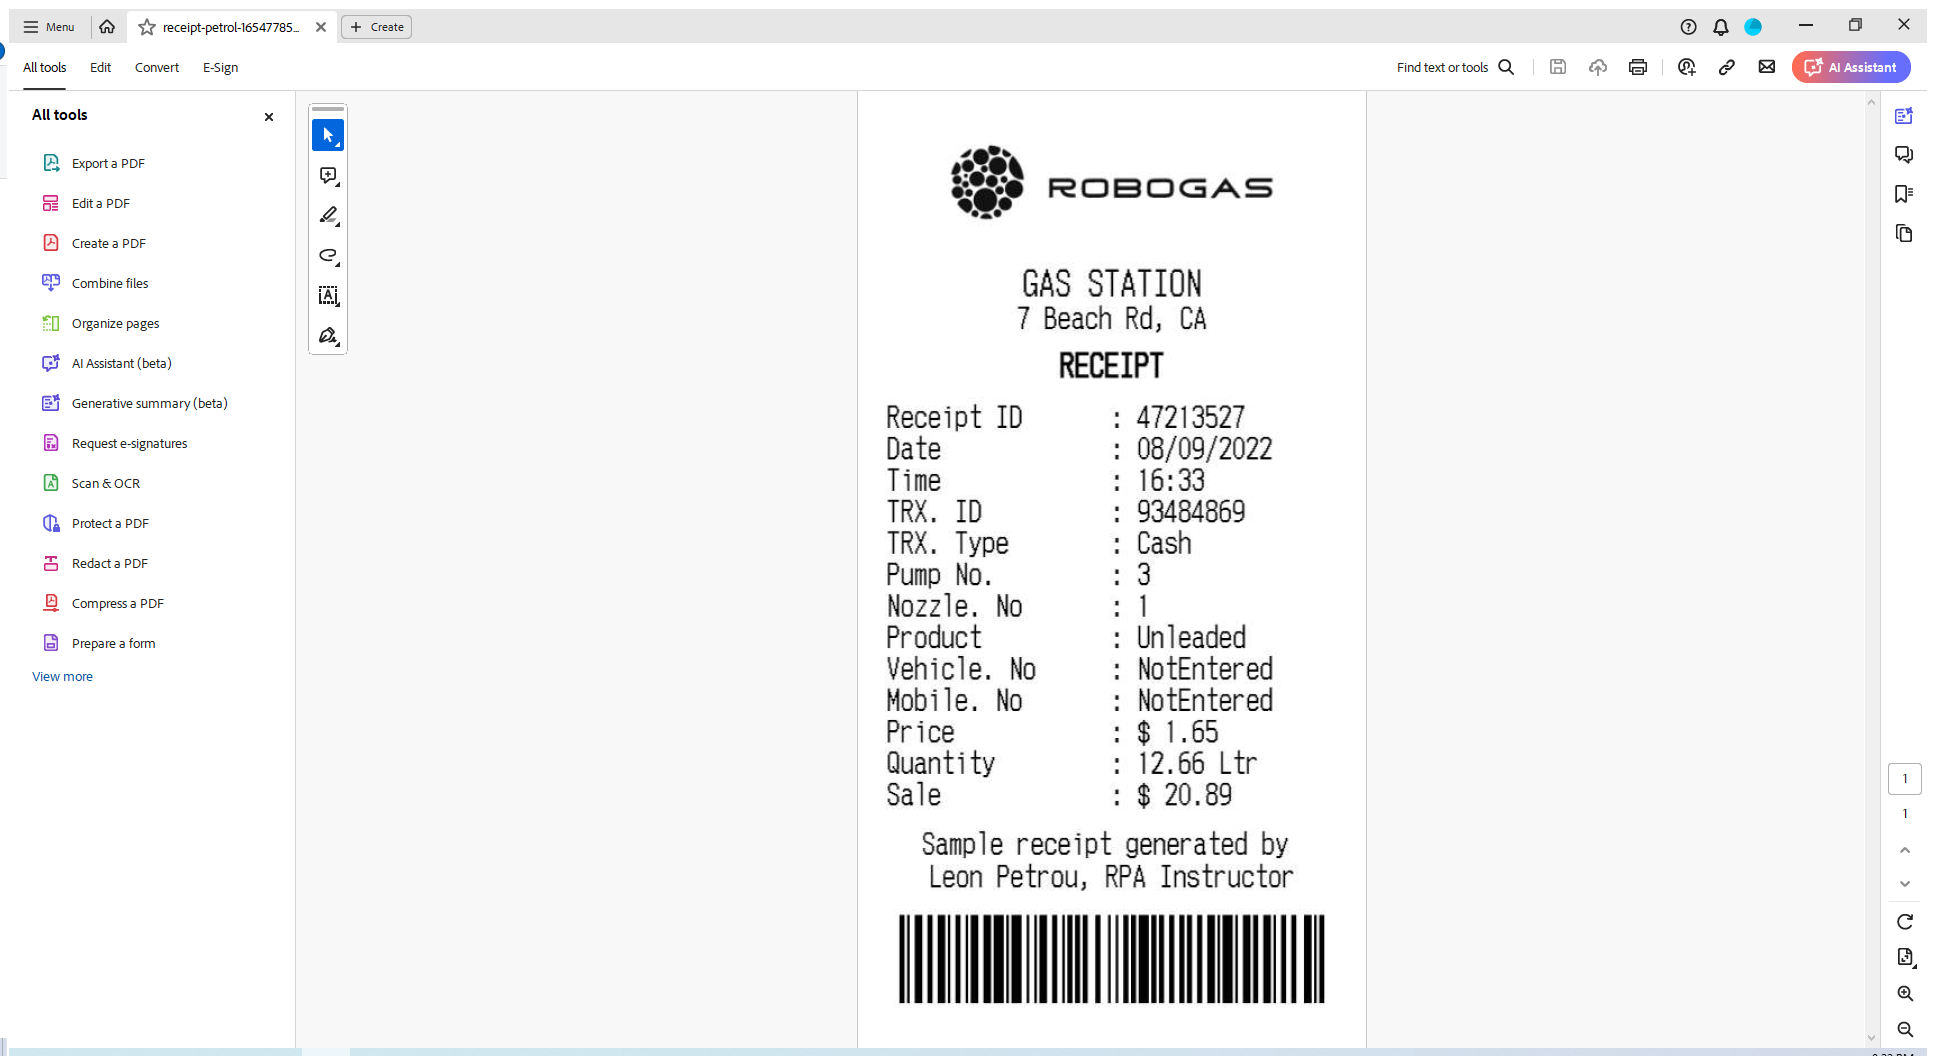 Menu
receipt-petrol-16547785...
Create
All tools Edit Convert E-Sign
Find text or tools
AI Assistant
All tools
Export a PDF
Edit a PDF
Create a PDF
Combine files
Organize pages
AI Assistant (beta)
Generative summary (beta)
Request e-signatures
Scan & OCR
Protect a PDF
Redact a PDF
Compress a PDF
Prepare a form
View more
ROBOGAS
GAS STATION
7 Beach Rd, CA
RECEIPT
Receipt ID : 47213527
Date : 08/09/2022
Time : 16:33
TRX. ID : 93484869
TRX. Type : Cash
Pump No. : 3
Nozzle. No : 1
Product : Unleaded
Vehicle. No : NotEntered
Mobile. No : NotEntered
Price : $ 1.65
Quantity : 12.66 Ltr
Sale : $ 20.89
Sample receipt generated by
Leon Petrou, RPA Instructor
1
1